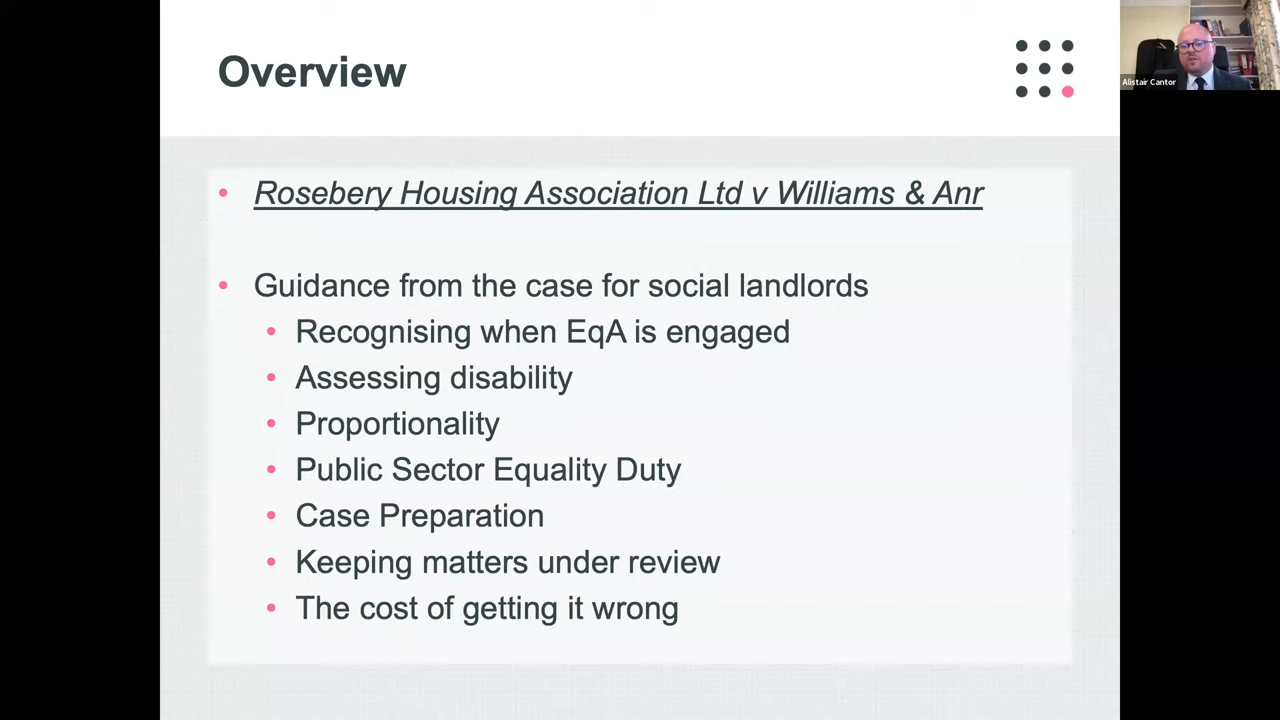 Overview
Alistair Cantor
Rosebery Housing Association Ltd v Williams & Anr
Guidance from the case for social landlords
Recognising when EqA is engaged
Assessing disability
Proportionality
Public Sector Equality Duty
Case Preparation
Keeping matters under review
The cost of getting it wrong